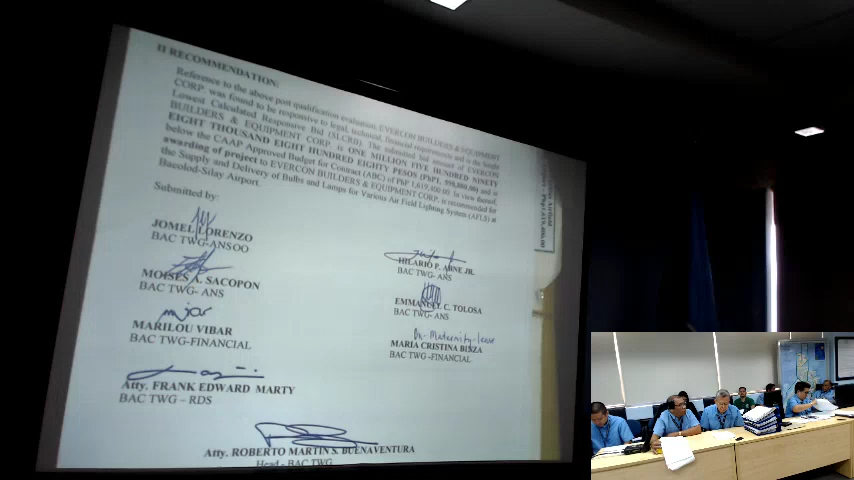 II RECOMMENDATION:
Reference to the above post qualification evaluation, EVERCON BUILDERS & EQUIPMENT
CORP. was found to be responsive to legal, technical, financial requirements and is the Single
Lowest Calculated Responsive Bid (SLCRB). The submitted bid amount of EVERCON
BUILDERS & EQUIPMENT CORP. is ONE MILLION FIVE HUNDRED NINETY
EIGHT THOUSAND EIGHT HUNDRED EIGHTY PESOS (PhP1,598,880.00) and is
below the CAAP Approved Budget for Contract (ABC) of PhP 1,619,400.00. In view thereof,
awarding of project to EVERCON BUILDERS & EQUIPMENT CORP. is recommended for
the Supply and Delivery of Bulbs and Lamps for Various Air Field Lighting System (AFLS) at
Bacolod-Silay Airport.
Submitted by:
JOMEL LORENZO
BAC TWG-ANSOO
HILARIO P. ABNE JR.
BAC TWG- ANS
MOISES A. SACOPON
BAC TWG- ANS
EMMANUEL C. TOLOSA
BAC TWG- ANS
MARILOU VIBAR
BAC TWG-FINANCIAL
On-Maternity-leave
MARIA CRISTINA BINZA
BAC TWG -FINANCIAL
Atty. FRANK EDWARD MARTY
BAC TWG – RDS
Atty. ROBERTO MARTIN S. BUENAVENTURA
Head - BAC TWG